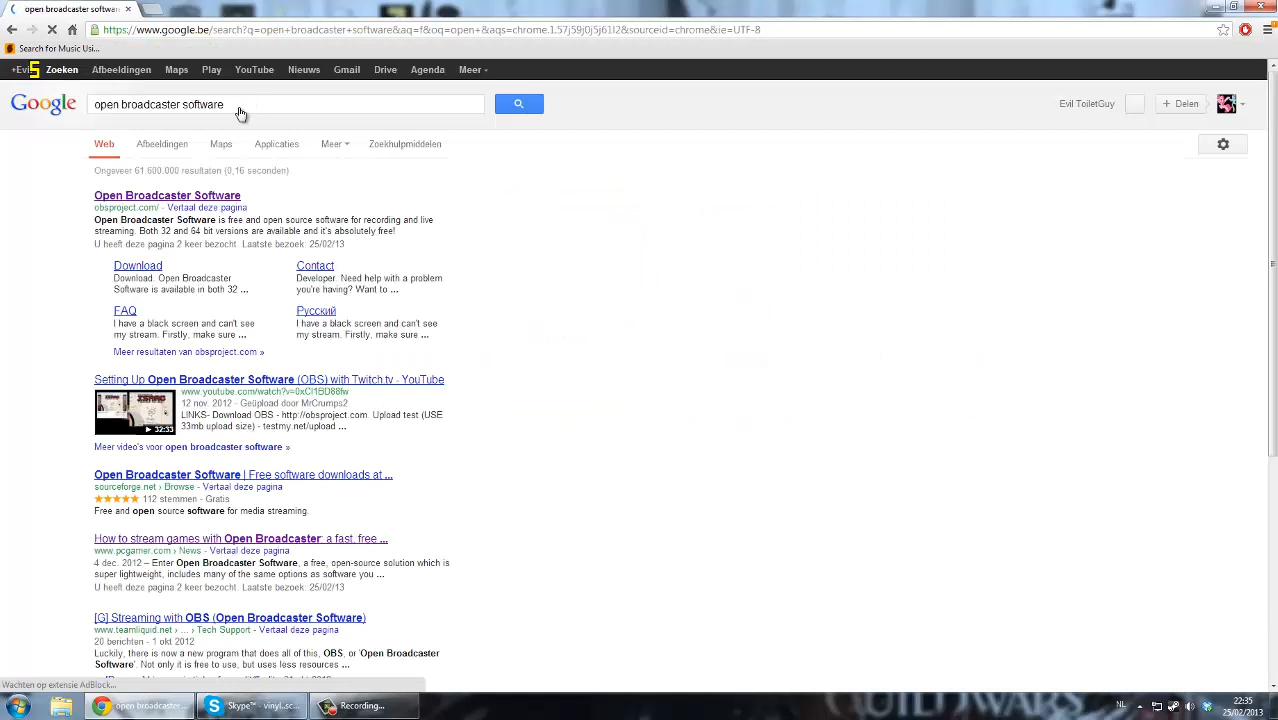 open broadcaster software
https://www.google.be/search?q=open+broadcaster+software&aq=f&oq=open+&aqs=chrome.1.57j59j0j5j61l2&sourceid=chrome&ie=UTF-8
Search for Music Usi...
+Evil Zoeken Afbeeldingen Maps Play YouTube Nieuws Gmail Drive Agenda Meer
Google open broadcaster software Evil ToiletGuy + Delen
Web Afbeeldingen Maps Applicaties Meer Zoekhulpmiddelen
Ongeveer 61.600.000 resultaten (0,16 seconden)
Open Broadcaster Software
obsproject.com/ - Vertaal deze pagina
Open Broadcaster Software is free and open source software for recording and live
streaming. Both 32 and 64 bit versions are available and it's absolutely free!
U heeft deze pagina 2 keer bezocht. Laatste bezoek: 25/02/13
Download Contact
Download. Open Broadcaster Developer. Need help with a problem
Software is available in both 32 ... you're having? Want to ...
FAQ Русский
I have a black screen and can't see I have a black screen and can't see
my stream. Firstly, make sure ... my stream. Firstly, make sure ...
Meer resultaten van obsproject.com »
Setting Up Open Broadcaster Software (OBS) with Twitch.tv - YouTube
www.youtube.com/watch?v=0xCI1BD88fw
12 nov. 2012 - Geüpload door MrCrumps2
LINKS- Download OBS - http://obsproject.com. Upload test (USE
33mb upload size) - testmy.net/upload ...
32:33
Meer video's voor open broadcaster software »
Open Broadcaster Software | Free software downloads at ...
sourceforge.net › Browse - Vertaal deze pagina
112 stemmen - Gratis
Free and open source software for media streaming.
How to stream games with Open Broadcaster: a fast, free ...
www.pcgamer.com › News - Vertaal deze pagina
4 dec. 2012 – Enter Open Broadcaster Software, a free, open-source solution which is
super lightweight, includes many of the same options as software you ...
U heeft deze pagina 2 keer bezocht. Laatste bezoek: 25/02/13
[G] Streaming with OBS (Open Broadcaster Software)
www.teamliquid.net › ... › Tech Support - Vertaal deze pagina
20 berichten - 1 okt 2012
Luckily, there is now a new program that does all of this, OBS, or 'Open Broadcaster
Software'. Not only it is free to use, but uses less resources ...
Wachten op extensie AdBlock...
open broadcaster... Skype™ - vinyl..sc... Recording... NL 22:35
25/02/2013